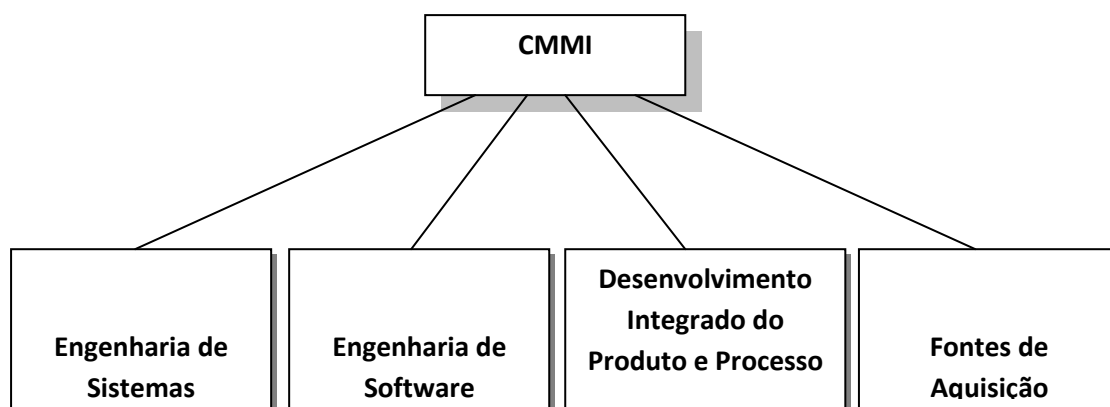 CMMI
Engenharia de
Sistemas
Engenharia de
Software
Desenvolvimento
Integrado do
Produto e Processo
Fontes de
Aquisição